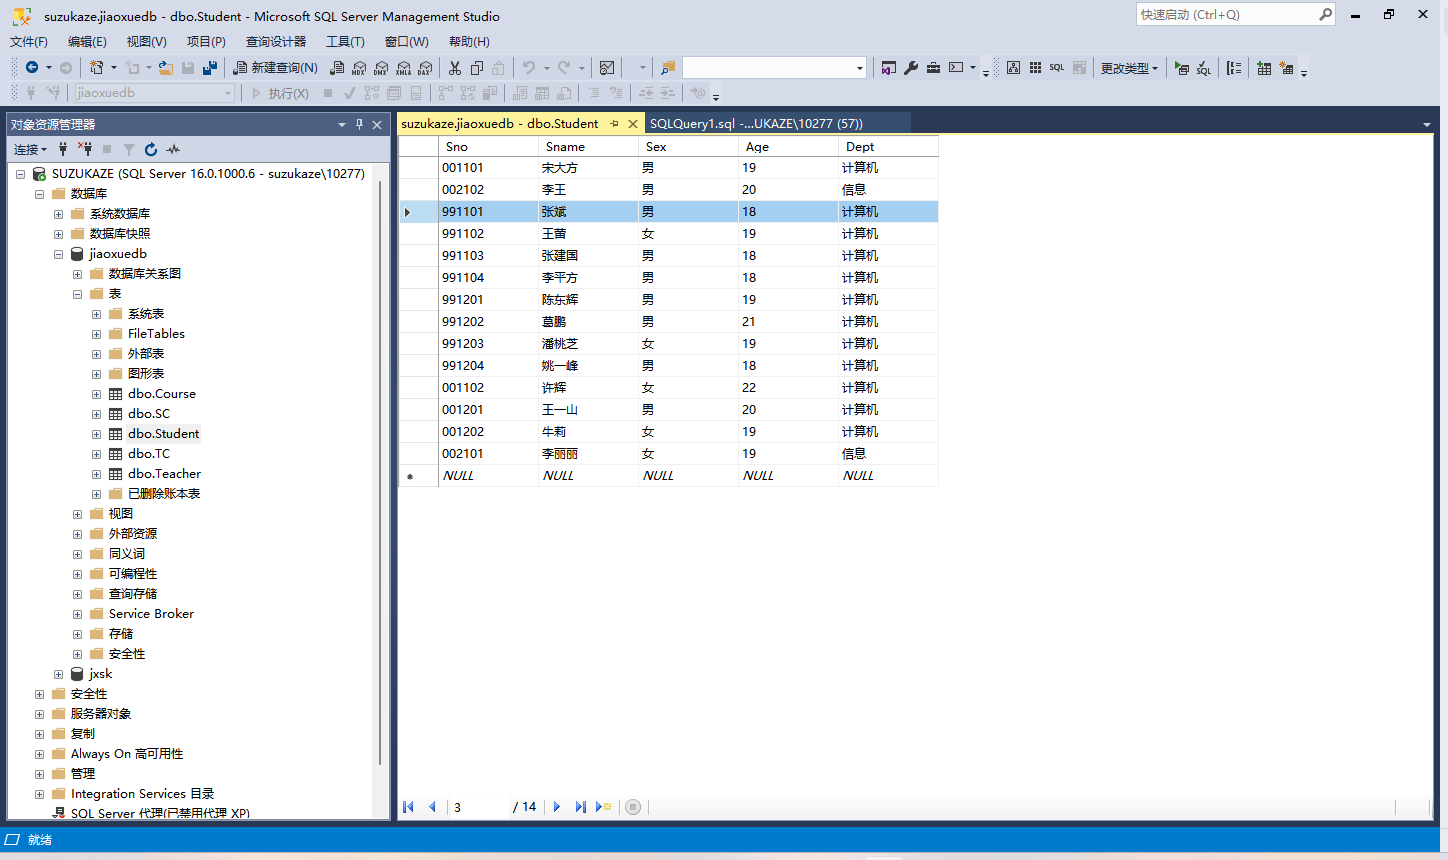 suzukaze.jiaoxuedb - dbo.Student - Microsoft SQL Server Management Studio
快速启动 (Ctrl+Q)
文件(F) 编辑(E) 视图(V) 项目(P) 查询设计器 工具(T) 窗口(W) 帮助(H)
新建查询(N) MDX DMX XMLA DAX SQL 更改类型 SQL
jiaoxuedb 执行(X)
对象资源管理器
连接
SUZUKAZE (SQL Server 16.0.1000.6 - suzukaze\10277)
数据库
系统数据库
数据库快照
jiaoxuedb
数据库关系图
表
系统表
FileTables
外部表
图形表
dbo.Course
dbo.SC
dbo.Student
dbo.TC
dbo.Teacher
已删除账本表
视图
外部资源
同义词
可编程性
查询存储
Service Broker
存储
安全性
jxsk
安全性
服务器对象
复制
Always On 高可用性
管理
Integration Services 目录
SQL Server 代理(已禁用代理 XP)
suzukaze.jiaoxuedb - dbo.Student
SQLQuery1.sql -...UKAZE\10277 (57))
Sno Sname Sex Age Dept
001101 宋大方 男 19 计算机
002102 李王 男 20 信息
991101 张斌 男 18 计算机
991102 王茵 女 19 计算机
991103 张建国 男 18 计算机
991104 李平方 男 18 计算机
991201 陈东辉 男 19 计算机
991202 葛鹏 男 21 计算机
991203 潘桃芝 女 19 计算机
991204 姚一峰 男 18 计算机
001102 许辉 女 22 计算机
001201 王一山 男 20 计算机
001202 牛莉 女 19 计算机
002101 李丽丽 女 19 信息
NULL NULL NULL NULL NULL
3 / 14
就绪